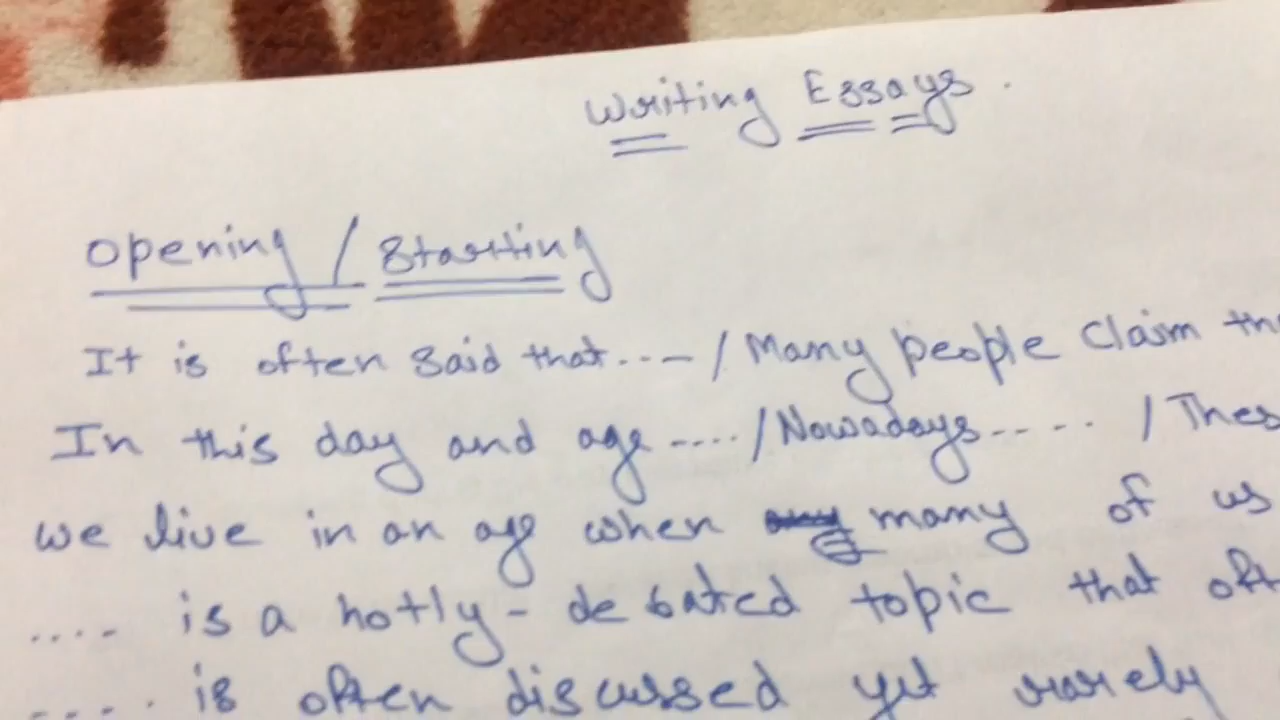 Writing Essays.
Opening / Starting
It is often said that...- / Many people claim
In this day and age ..... / Nowadays..... /
we live in an age when many of us
.... is a hotly-debated topic that
.... is often discussed yet rarely